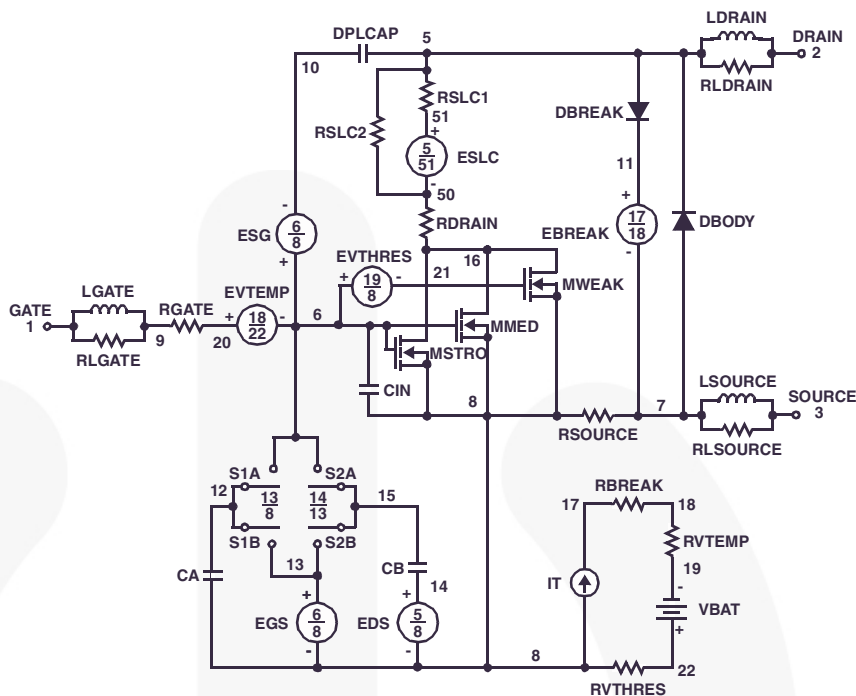 LDRAIN
DPLCAP 5 DRAIN
10 2
RSLC1 RLDRAIN
51 DBREAK
RSLC2 +
5
51 ESLC 11
- 50
- +
6
8 ESG RDRAIN 17
18 EBREAK DBODY
+ EVTHRES 16 -
+ 19
8 - 21 MWEAK
LGATE EVTEMP
GATE RGATE + 18
22 - 6 MMED
1 9 20 MSTRO
RLGATE LSOURCE
CIN 8 7 SOURCE
3
RSOURCE
RLSOURCE
S1A S2A RBREAK
12 13
8 14
13 15 17 18
S1B S2B RVTEMP
13 CB 19
CA 14 IT -
+ + VBAT
EGS 6
8 EDS 5
8 +
- - 8 22
RVTHRES